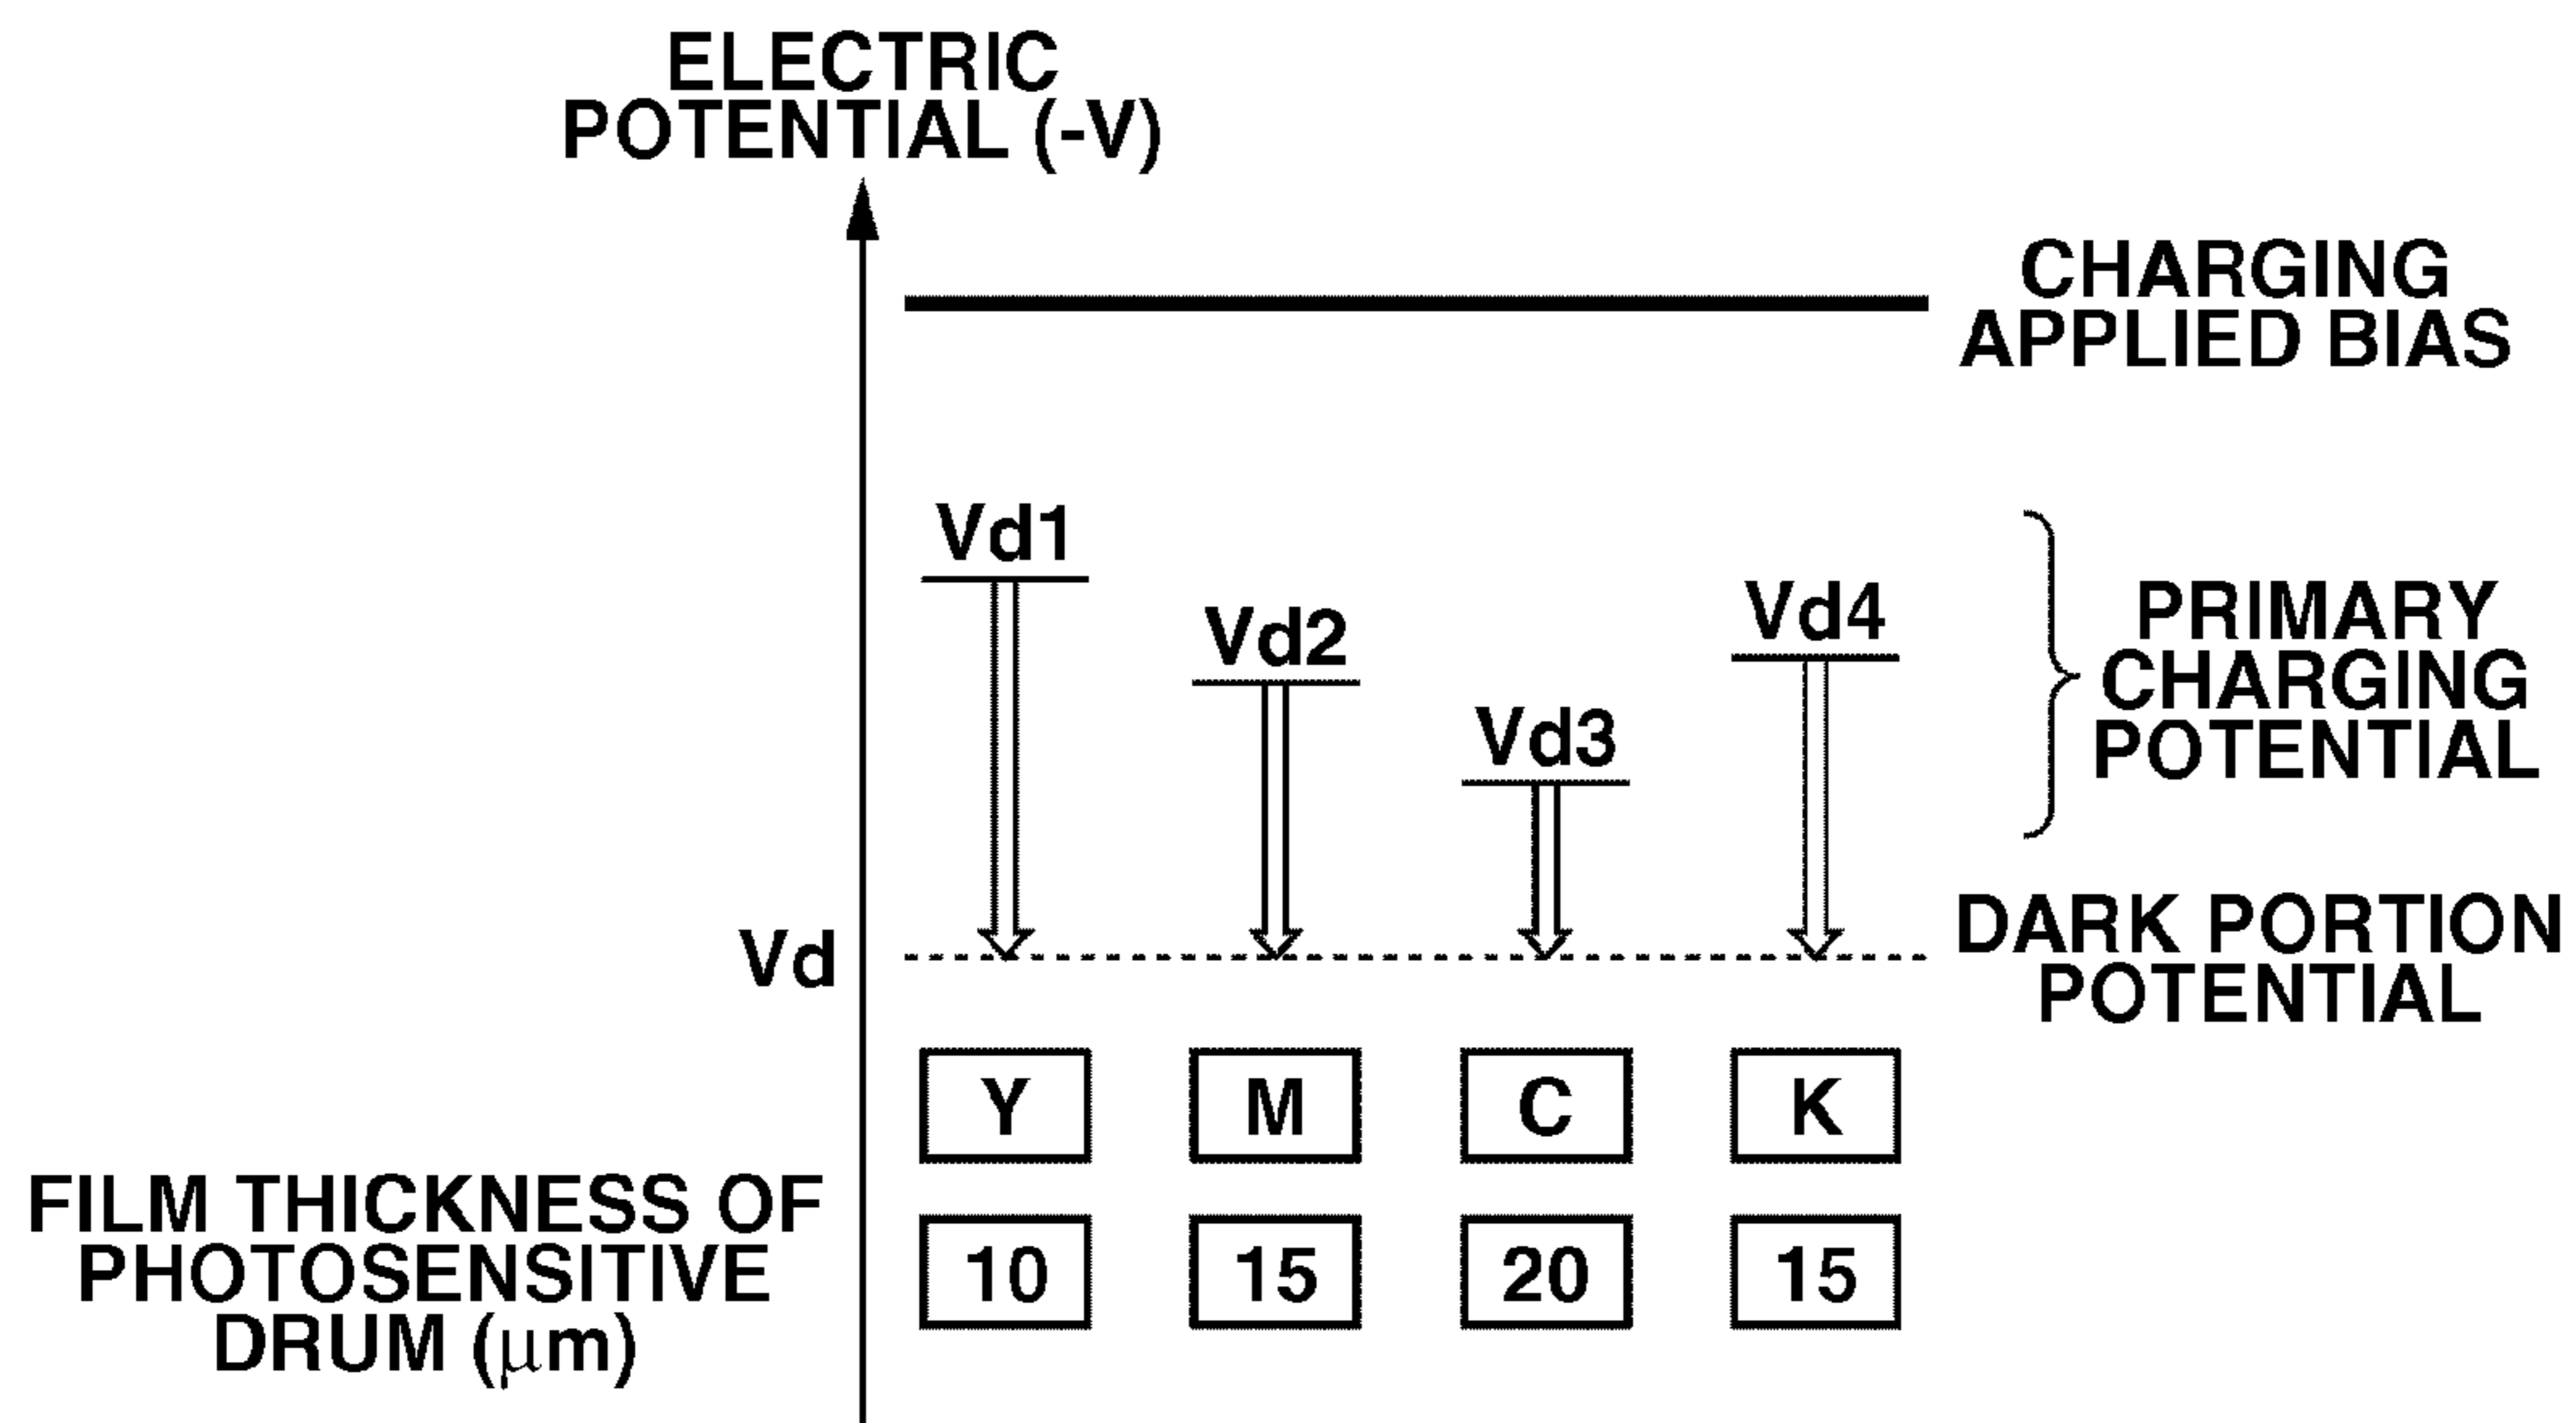 ELECTRIC
POTENTIAL (-V)
CHARGING
APPLIED BIAS
Vd1
Vd2
Vd3
Vd4
PRIMARY
CHARGING
POTENTIAL
Vd
DARK PORTION
POTENTIAL
Y M C K
FILM THICKNESS OF
PHOTOSENSITIVE
DRUM (μm)
10 15 20 15